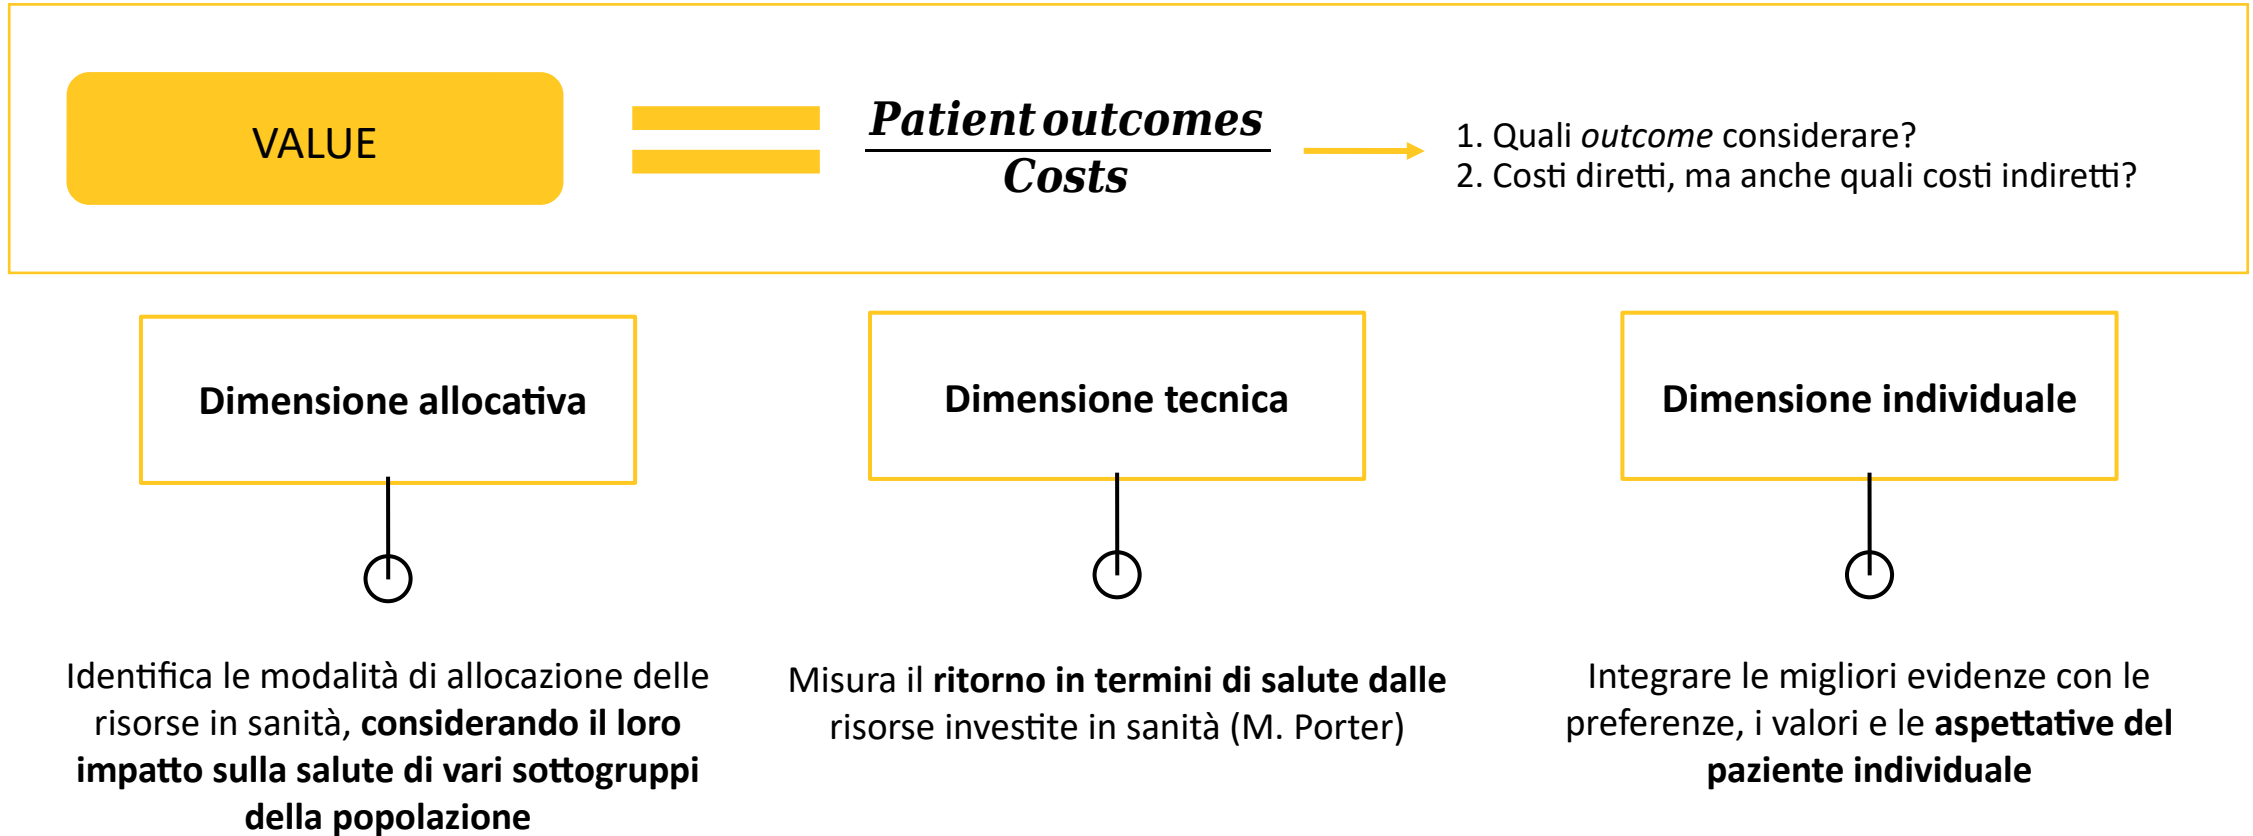 VALUE
Patient outcomes
Costs
1. Quali outcome considerare?
2. Costi diretti, ma anche quali costi indiretti?
Dimensione allocativa
Dimensione tecnica
Dimensione individuale
Identifica le modalità di allocazione delle
risorse in sanità, considerando il loro
impatto sulla salute di vari sottogruppi
della popolazione
Misura il ritorno in termini di salute dalle
risorse investite in sanità (M. Porter)
Integrare le migliori evidenze con le
preferenze, i valori e le aspettative del
paziente individuale